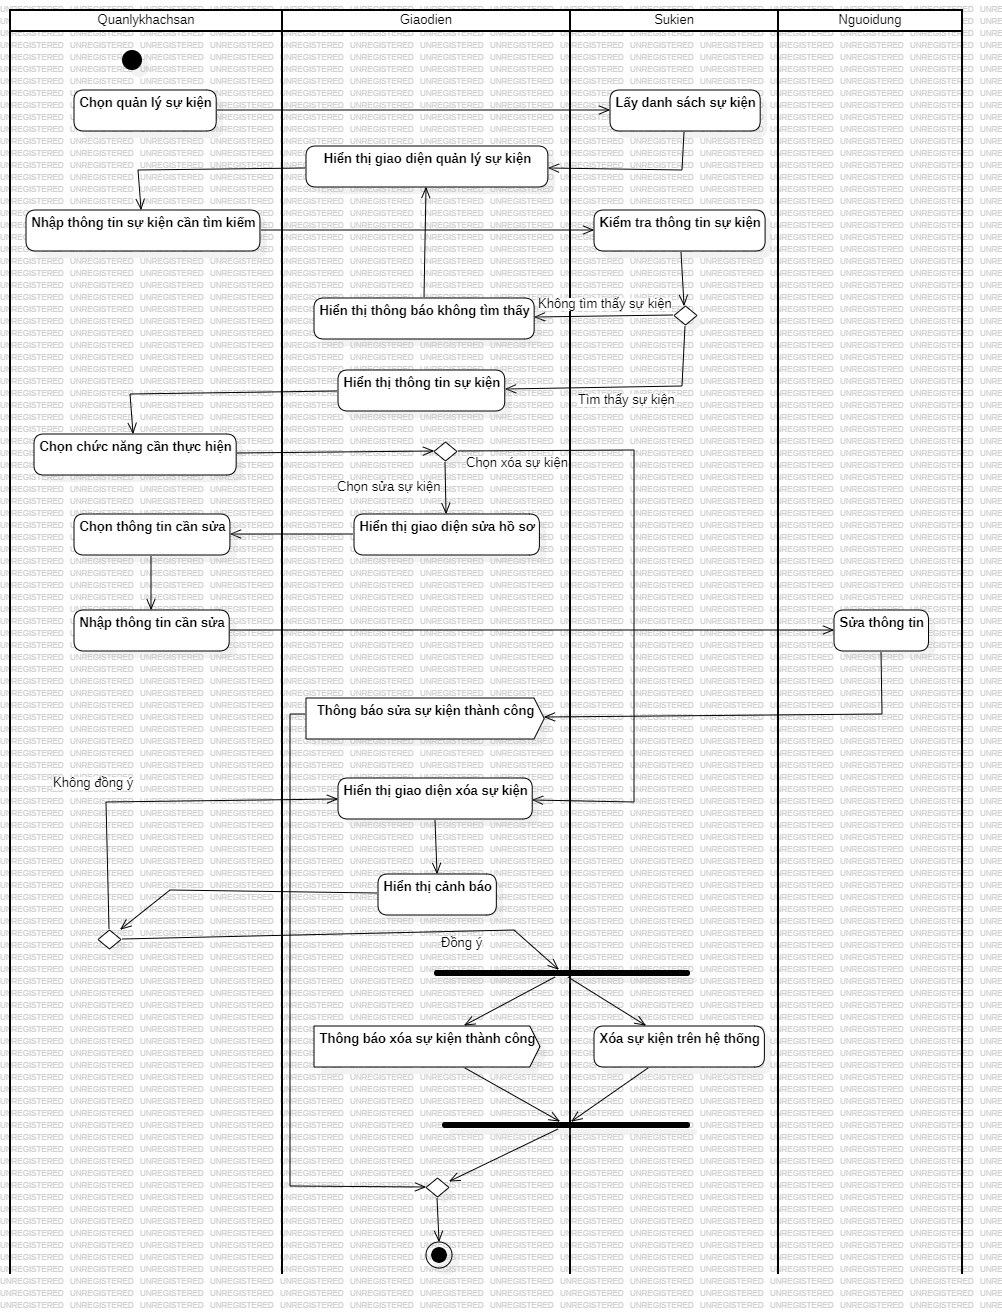 Quanlykhachsan
Giaodien
Sukien
Nguoidung
Chọn quản lý sự kiện
Lấy danh sách sự kiện
Hiển thị giao diện quản lý sự kiện
Nhập thông tin sự kiện cần tìm kiếm
Kiểm tra thông tin sự kiện
Không tìm thấy sự kiện
Hiển thị thông báo không tìm thấy
Hiển thị thông tin sự kiện
Tìm thấy sự kiện
Chọn chức năng cần thực hiện
Chọn xóa sự kiện
Chọn sửa sự kiện
Chọn thông tin cần sửa
Hiển thị giao diện sửa hồ sơ
Nhập thông tin cần sửa
Sửa thông tin
Thông báo sửa sự kiện thành công
Không đồng ý
Hiển thị giao diện xóa sự kiện
Hiển thị cảnh báo
Đồng ý
Thông báo xóa sự kiện thành công
Xóa sự kiện trên hệ thống
UNREGISTERED